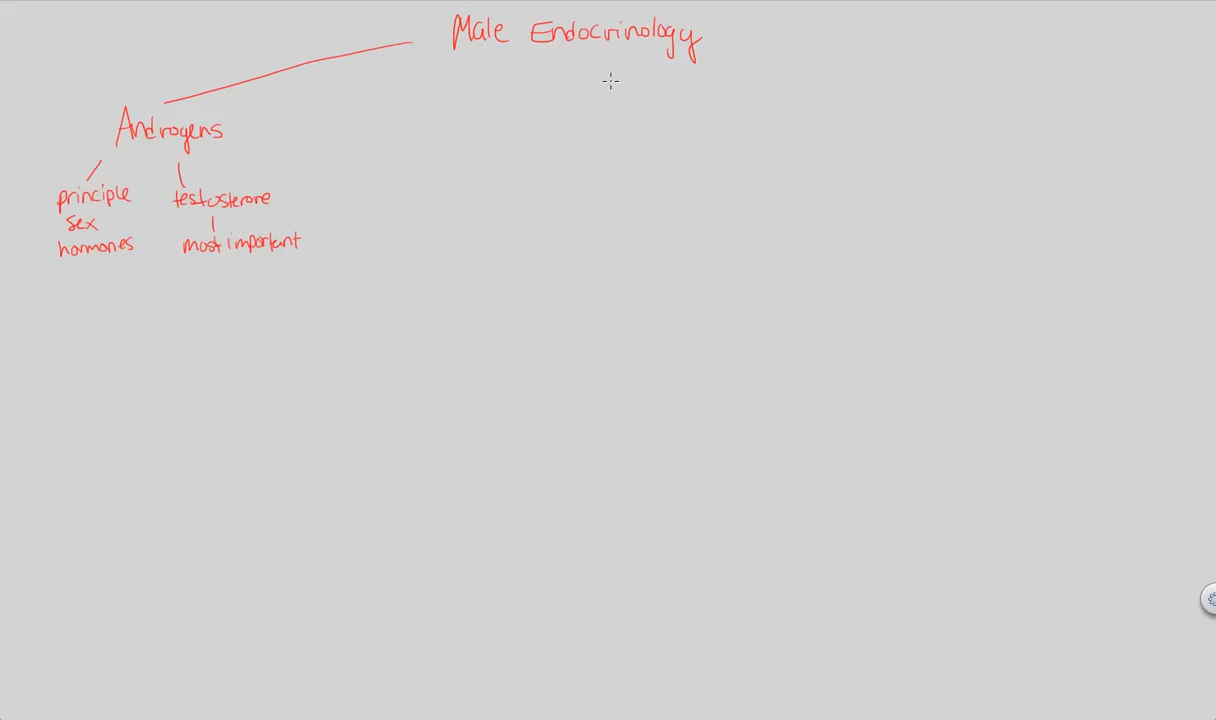 Male Endocrinology
Androgens
principle
sex
hormones
testosterone
most important